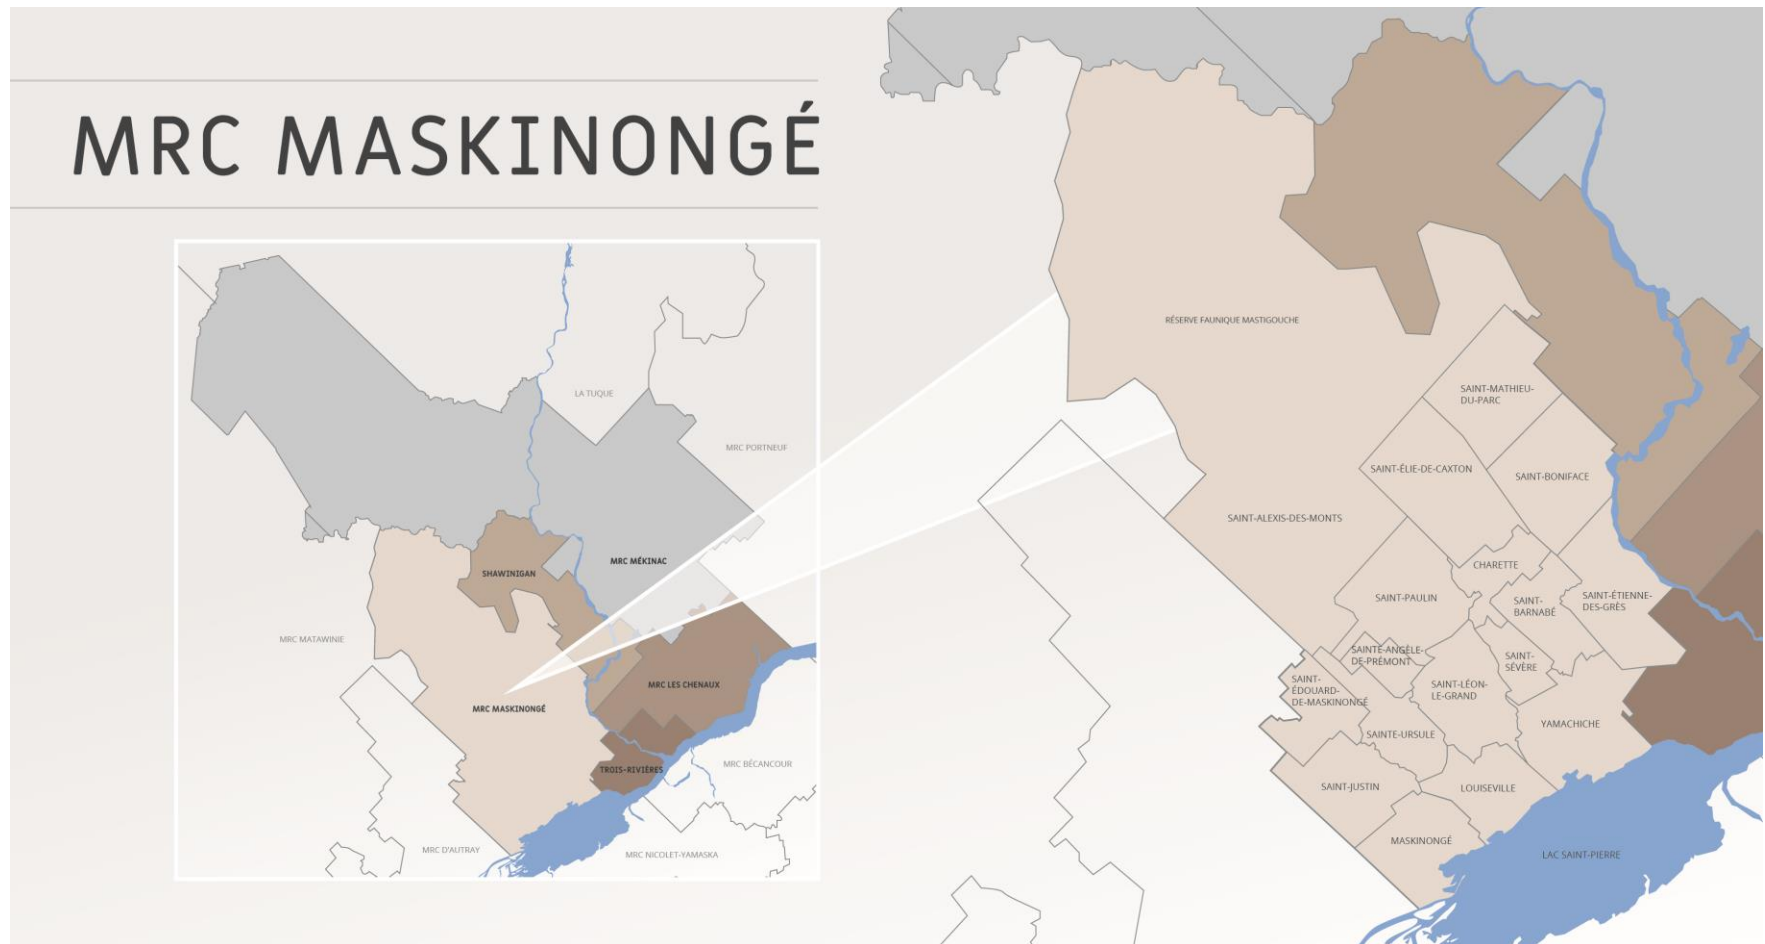 MRC MASKINONGÉ
LA TUQUE
MRC PORTNEUF
MRC MÉKINAC
SHAWINIGAN
MRC MATAWINIE
MRC LES CHENAUX
MRC MASKINONGÉ
TROIS-RIVIÈRES
MRC BÉCANCOUR
MRC D'AUTRAY
MRC NICOLET-YAMASKA
RÉSERVE FAUNIQUE MASTIGOUCHE
SAINT-MATHIEU-
DU-PARC
SAINT-ÉLIE-DE-CAXTON
SAINT-BONIFACE
SAINT-ALEXIS-DES-MONTS
CHARETTE
SAINT-PAULIN
SAINT-
BARNABÉ
SAINT-ÉTIENNE-
DES-GRÈS
SAINTE-ANGÈLE-
DE-PRÉMONT
SAINT-
SÉVÈRE
SAINT-
ÉDOUARD-
DE-MASKINONGÉ
SAINT-LÉON-
LE-GRAND
YAMACHICHE
SAINTE-URSULE
SAINT-JUSTIN
LOUISEVILLE
MASKINONGÉ
LAC SAINT-PIERRE